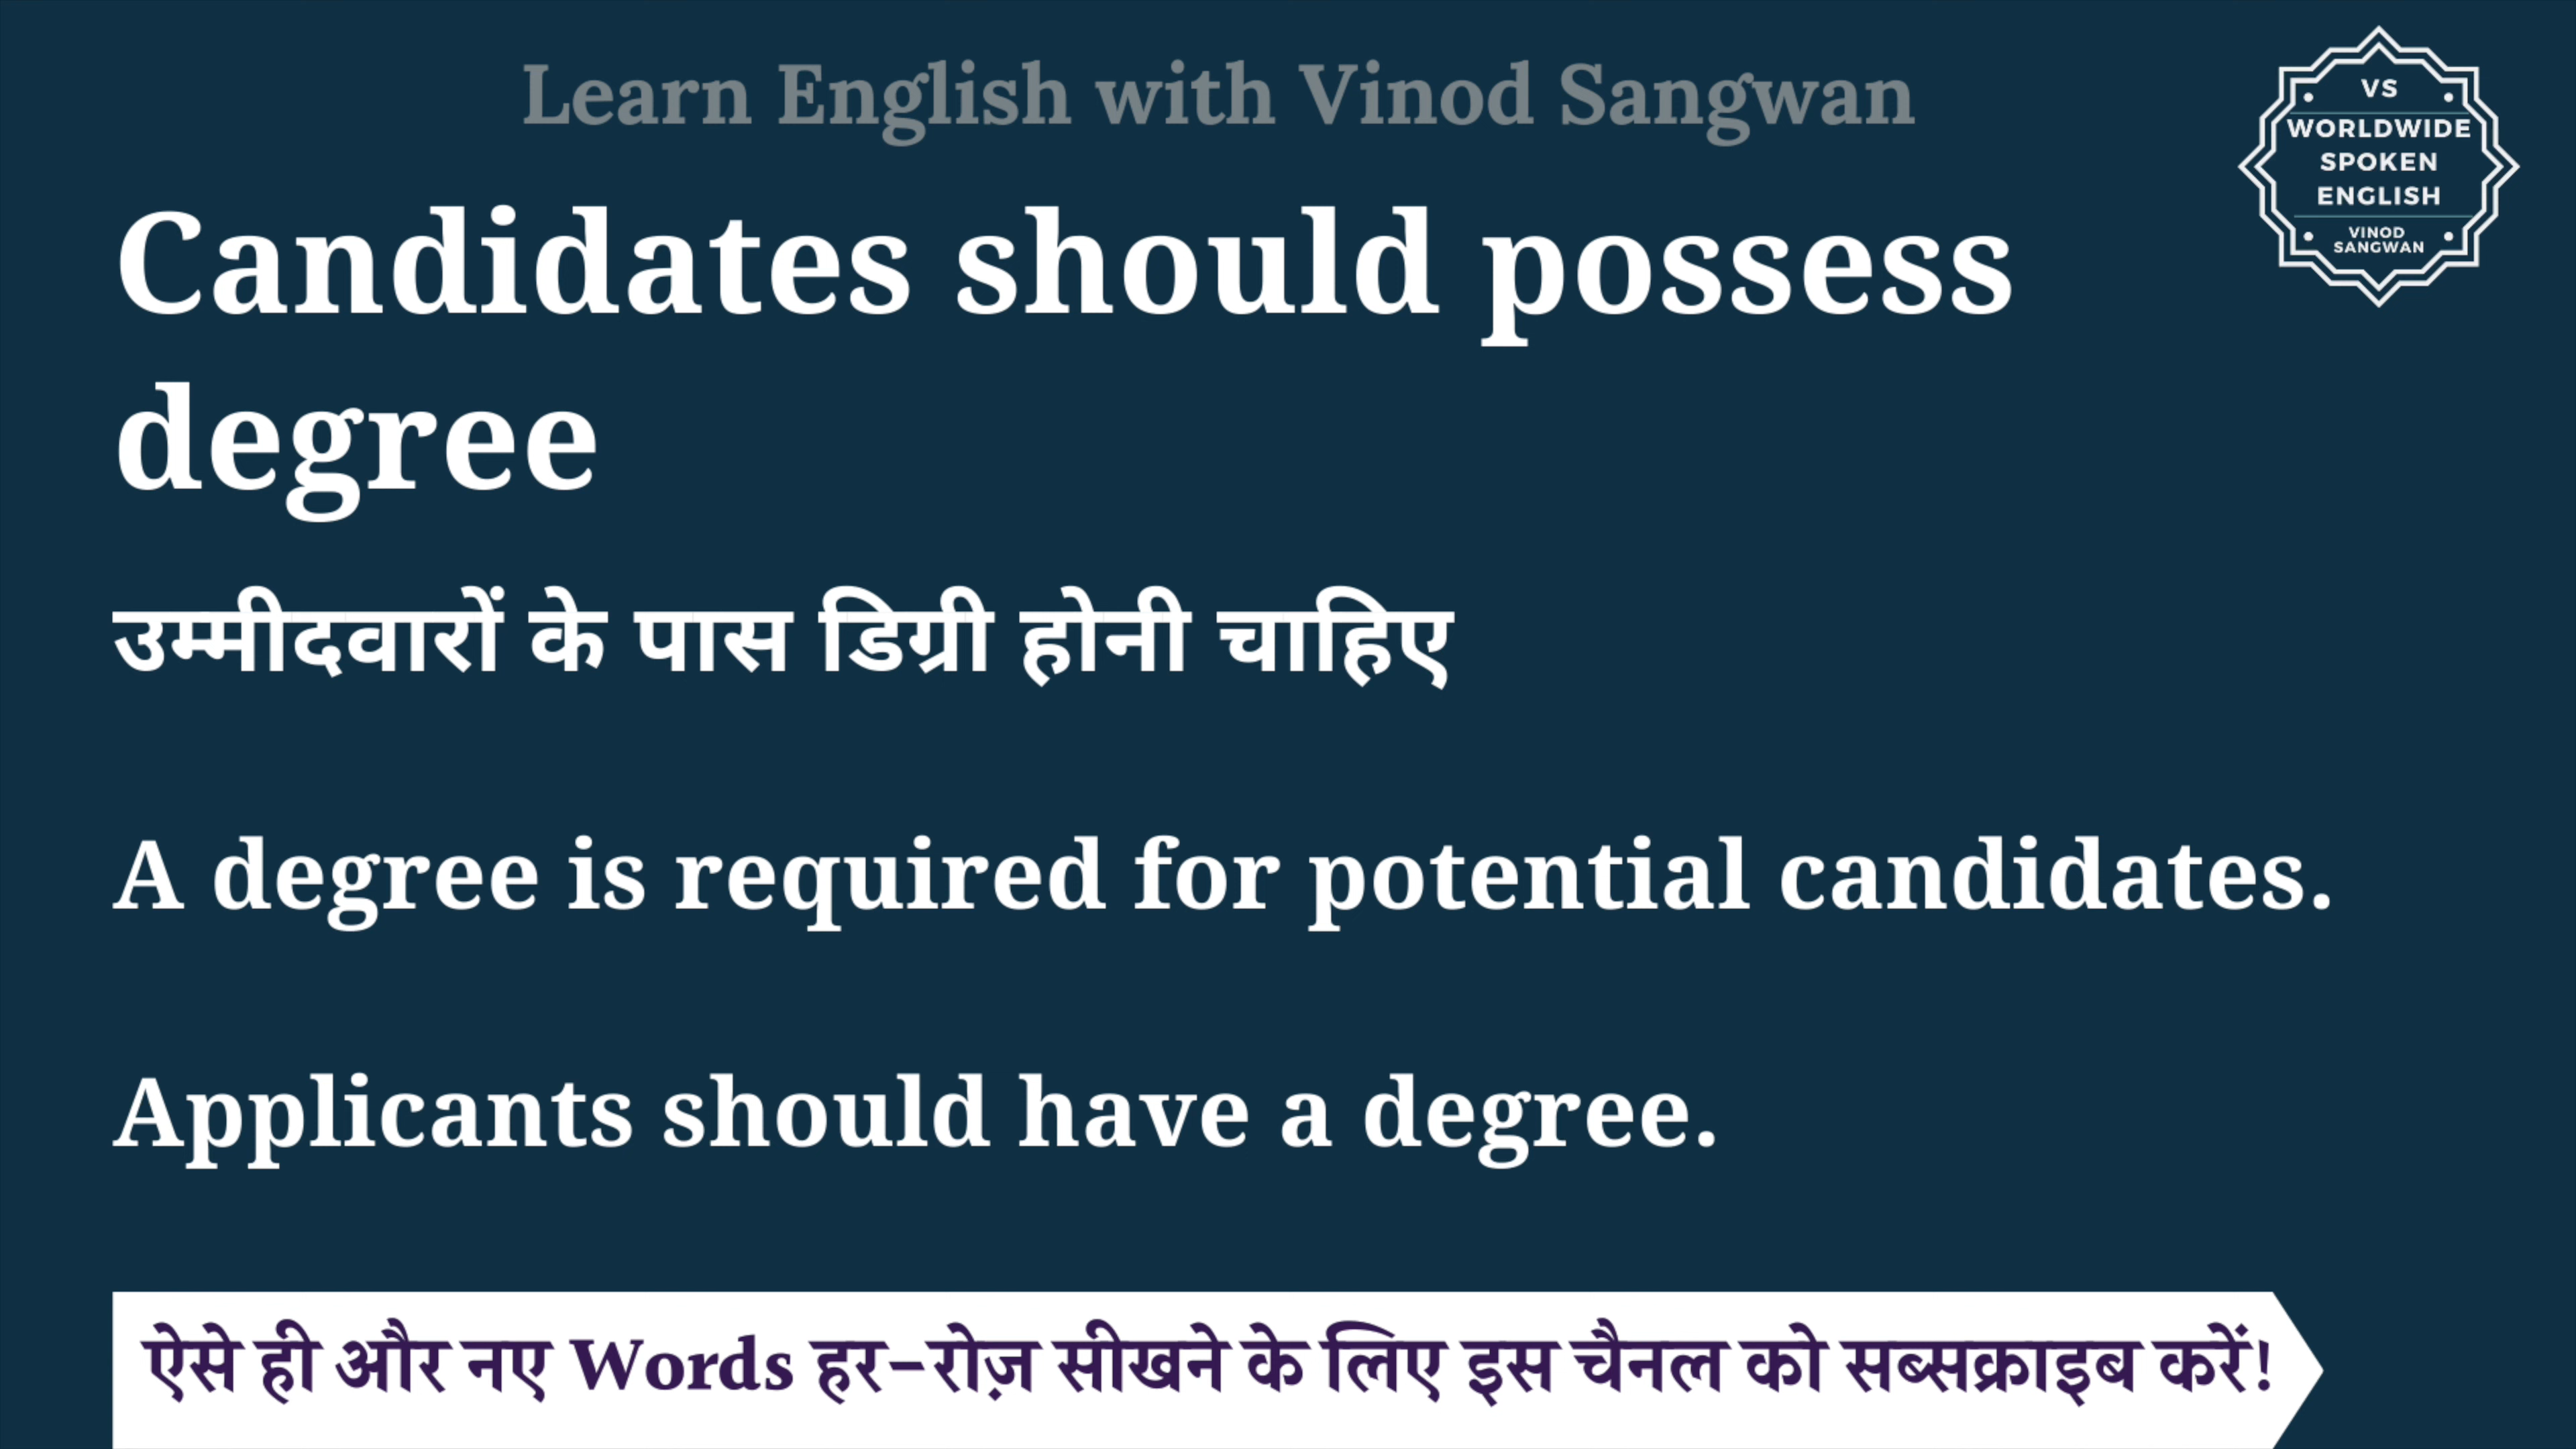 Learn English with Vinod Sangwan
VS
WORLDWIDE
SPOKEN
ENGLISH
VINOD
SANGWAN
Candidates should possess
degree
उम्मीदवारों के पास डिग्री होनी चाहिए
A degree is required for potential candidates.
Applicants should have a degree.
ऐसे ही और नए Words हर-रोज़ सीखने के लिए इस चैनल को सब्सक्राइब करें!